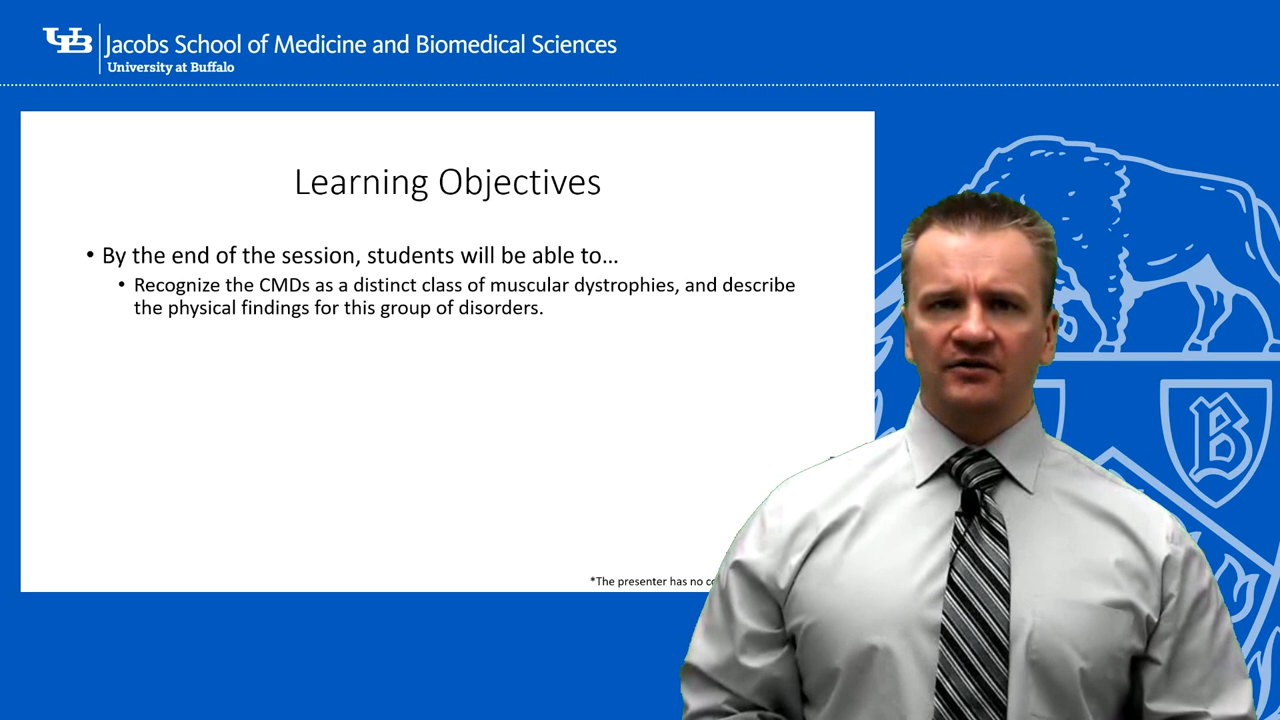 UB Jacobs School of Medicine and Biomedical Sciences
University at Buffalo
Learning Objectives
• By the end of the session, students will be able to…
• Recognize the CMDs as a distinct class of muscular dystrophies, and describe
the physical findings for this group of disorders.
*The presenter has no
B